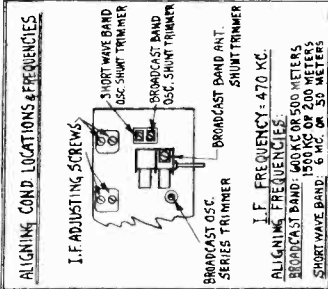 ALIGNING COND. LOCATIONS & FREQUENCIES
I.F. ADJUSTING SCREWS
SHORT WAVE BAND
OSC. SHUNT TRIMMER
BROADCAST BAND
OSC. SHUNT TRIMMER
BROADCAST BAND ANT.
SHUNT TRIMMER
BROADCAST OSC.
SERIES TRIMMER
I.F. FREQUENCY = 470 KC.
ALIGNING FREQUENCIES:
BROADCAST BAND: 600 KC OR 500 METERS
1500 KC OR 200 METERS
SHORT WAVE BAND: 6 MC. OR 50 METERS